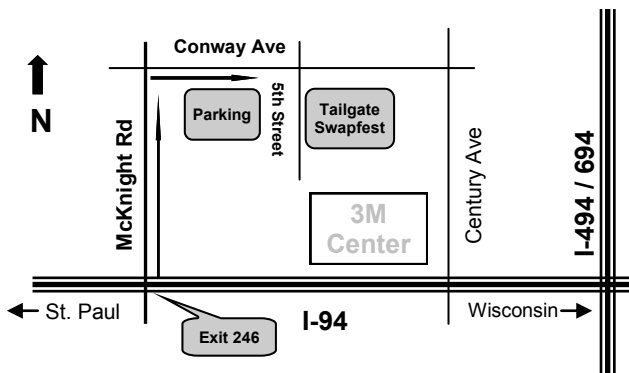 Conway Ave
N
McKnight Rd
Parking
5th Street
Tailgate
Swapfest
Century Ave
I-494 / 694
3M
Center
St. Paul
Exit 246
I-94
Wisconsin